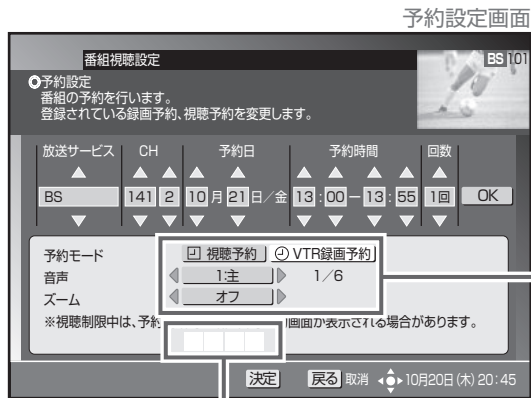 予約設定画面
番組視聴設定
BS 101
予約設定
番組の予約を行います。
登録されている録画予約、視聴予約を変更します。
放送サービス CH 予約日 予約時間 回数
BS 141 2 10月21日/金 13:00-13:55 1回 OK
予約モード 視聴予約 VTR録画予約
音声 1:主 1/6
ズーム オフ
※視聴制限中は、予約 画面が表示される場合があります。
決定 戻る 取消 10月20日(木)20:45